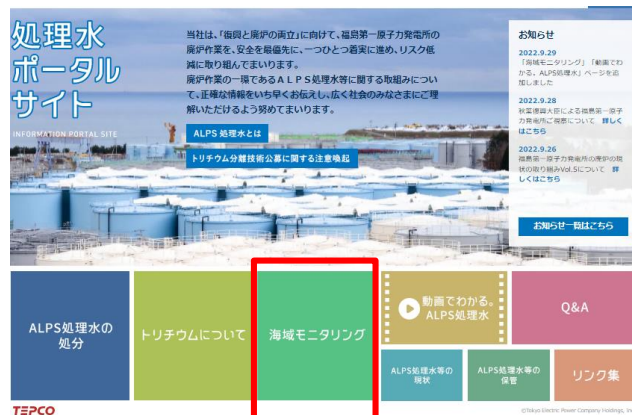 処理水
ポータル
サイト
INFORMATION PORTAL SITE
当社は、「復興と廃炉の両立」に向けて、福島第一原子力発電所の
廃炉作業を、安全を最優先に、一つひとつ着実に進め、リスク低
減に取り組んでまいります。
廃炉作業の一環であるALPS処理水等に関する取組みについ
て、正確な情報をいち早くお伝えし、広く社会のみなさまにご理
解いただけるよう努めてまいります。
ALPS 処理水とは
トリチウム分離技術公募に関する注意喚起
お知らせ
2022.9.29
「海域モニタリング」「動画でわ
かる。ALPS処理水」ページを追
加しました
2022.9.28
秋葉復興大臣による福島第一原子
力発電所ご視察について 詳しく
はこちら
2022.9.26
福島第一原子力発電所の廃炉の現
状の取り組みVol.5について 詳
しくはこちら
お知らせ一覧はこちら
ALPS処理水の
処分
トリチウムについて
海域モニタリング
動画でわかる。
ALPS処理水
Q&A
ALPS処理水等の
現状
ALPS処理水等の
保管
リンク集
TEPCO
©Tokyo Electric Power Company Holdings, Inc